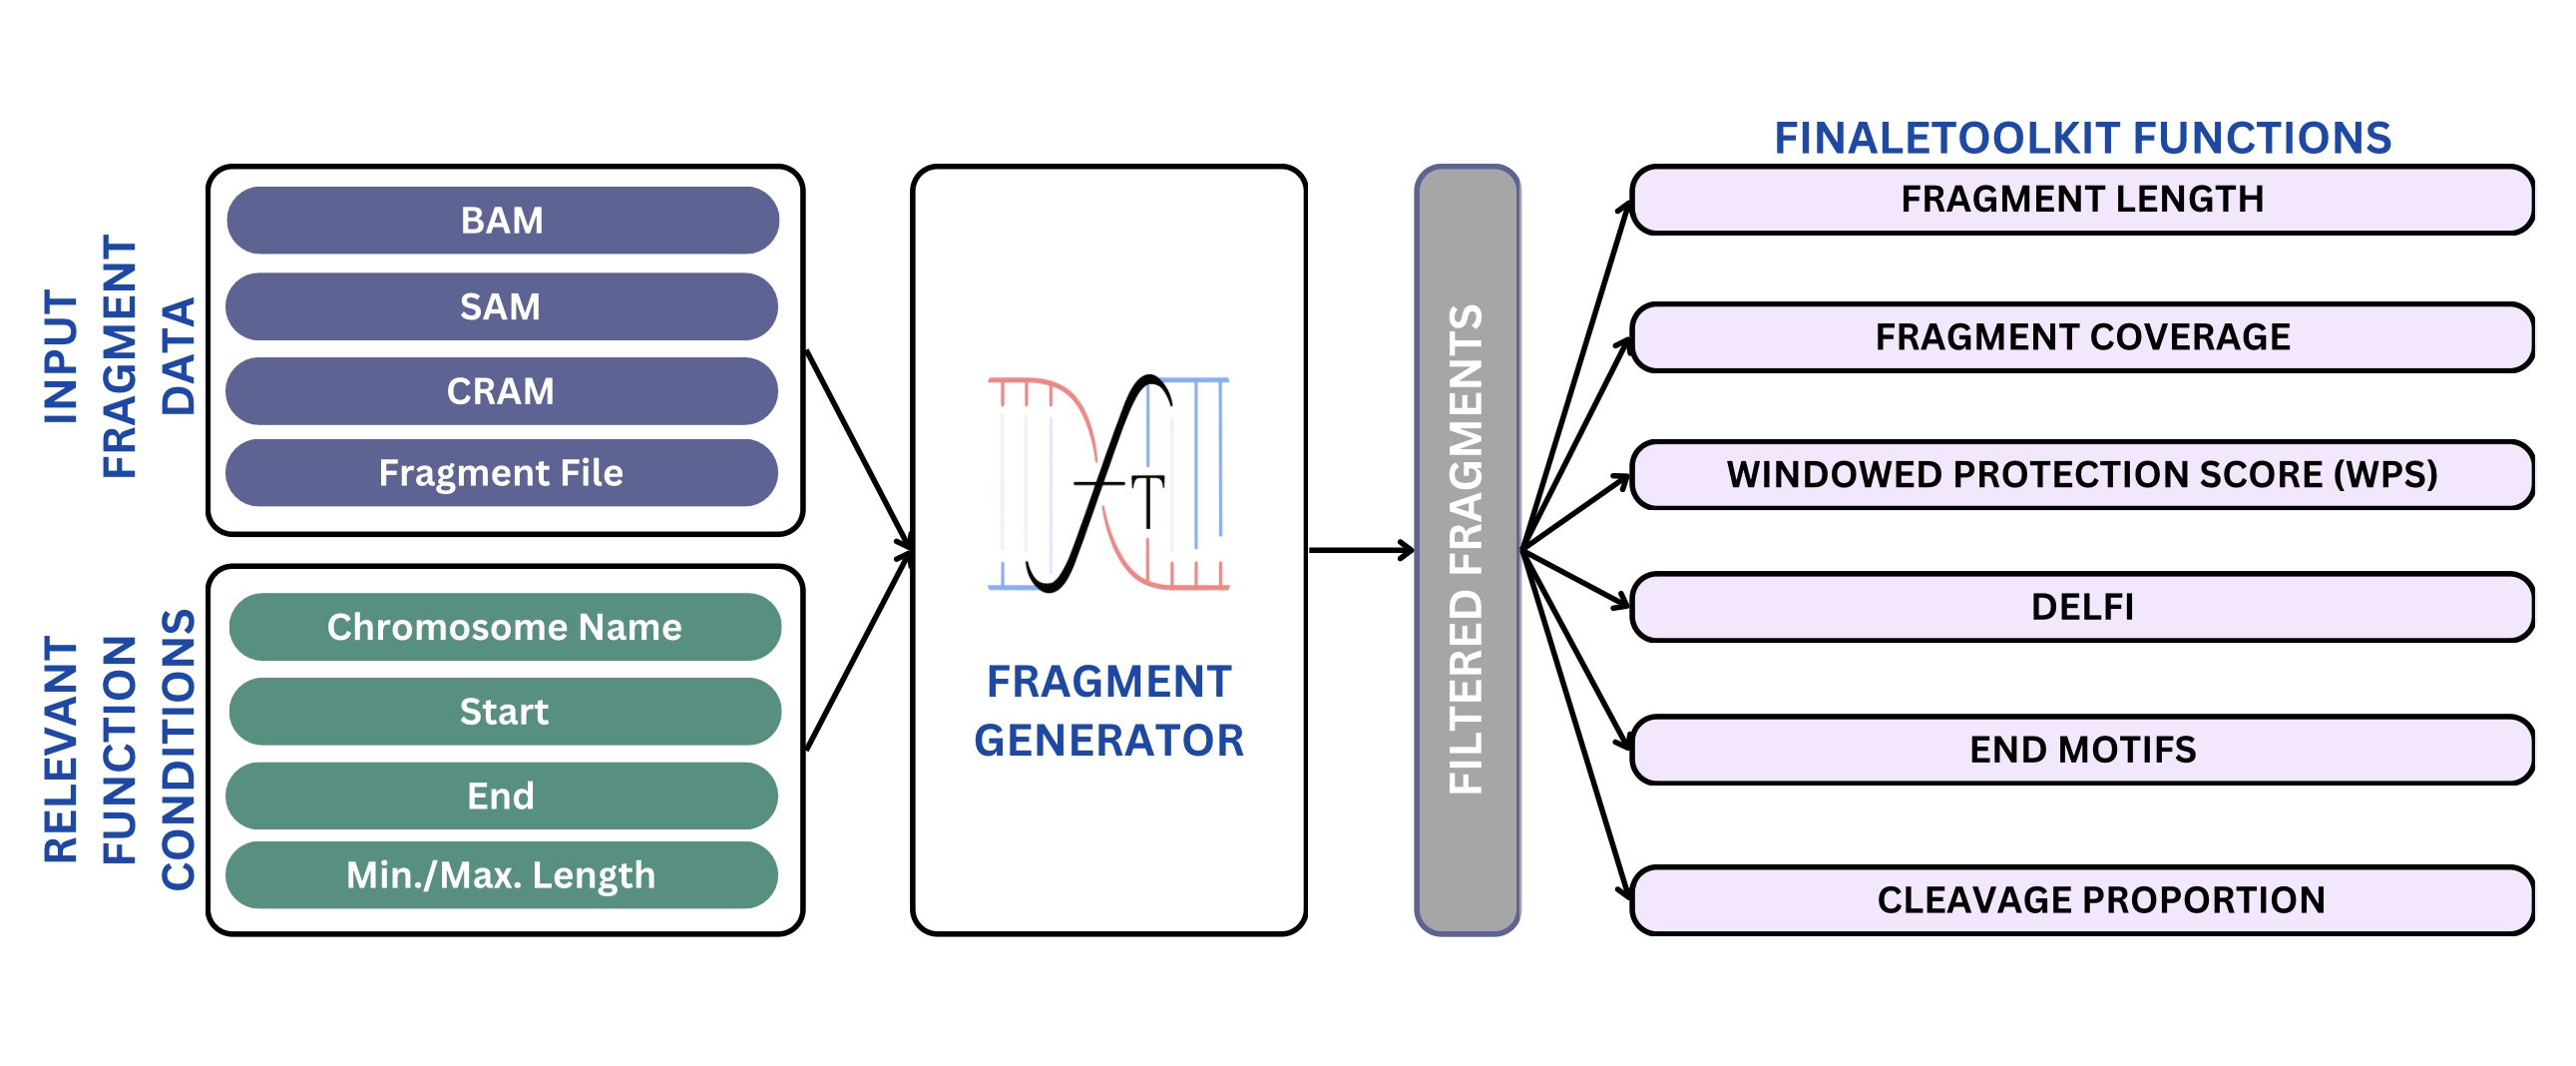 INPUT
FRAGMENT
DATA
BAM
SAM
CRAM
Fragment File
RELEVANT
FUNCTION
CONDITIONS
Chromosome Name
Start
End
Min./Max. Length
T
FRAGMENT
GENERATOR
FILTERED FRAGMENTS
FINALETOOLKIT FUNCTIONS
FRAGMENT LENGTH
FRAGMENT COVERAGE
WINDOWED PROTECTION SCORE (WPS)
DELFI
END MOTIFS
CLEAVAGE PROPORTION